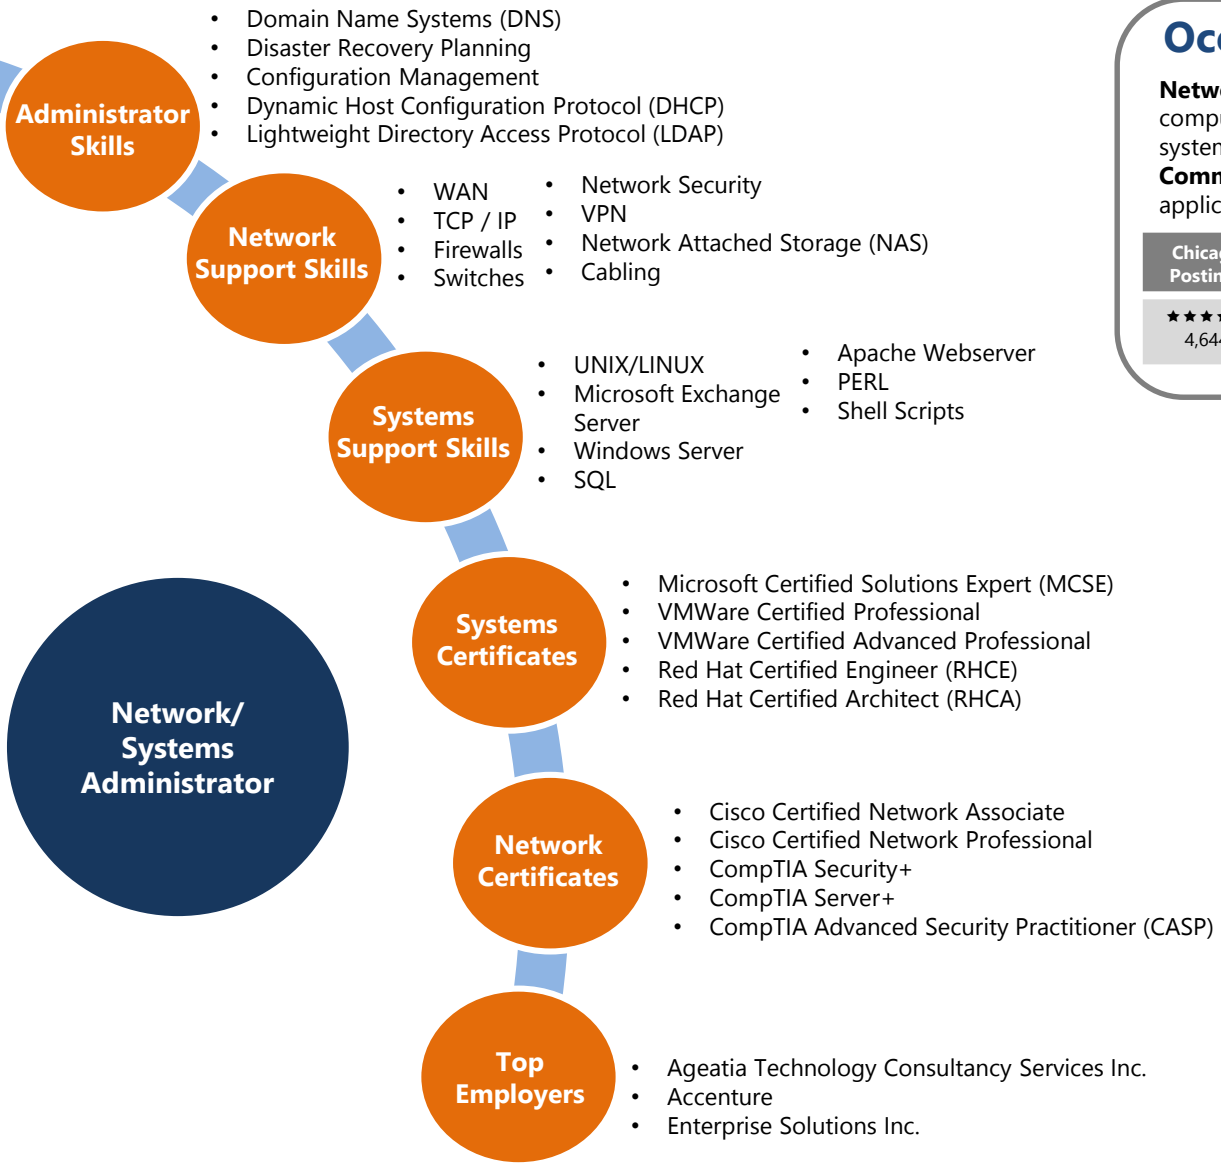 • Domain Name Systems (DNS)
• Disaster Recovery Planning
• Configuration Management
• Dynamic Host Configuration Protocol (DHCP)
• Lightweight Directory Access Protocol (LDAP)
Administrator
Skills
• WAN
• TCP / IP
• Firewalls
• Switches
• Network Security
• VPN
• Network Attached Storage (NAS)
• Cabling
Network
Support Skills
• UNIX/LINUX
• Microsoft Exchange
Server
• Windows Server
• SQL
• Apache Webserver
• PERL
• Shell Scripts
Systems
Support Skills
• Microsoft Certified Solutions Expert (MCSE)
• VMWare Certified Professional
• VMWare Certified Advanced Professional
• Red Hat Certified Engineer (RHCE)
• Red Hat Certified Architect (RHCA)
Systems
Certificates
Network/
Systems
Administrator
• Cisco Certified Network Associate
• Cisco Certified Network Professional
• CompTIA Security+
• CompTIA Server+
• CompTIA Advanced Security Practitioner (CASP)
Network
Certificates
• Ageatia Technology Consultancy Services Inc.
• Accenture
• Enterprise Solutions Inc.
Top
Employers
4,644